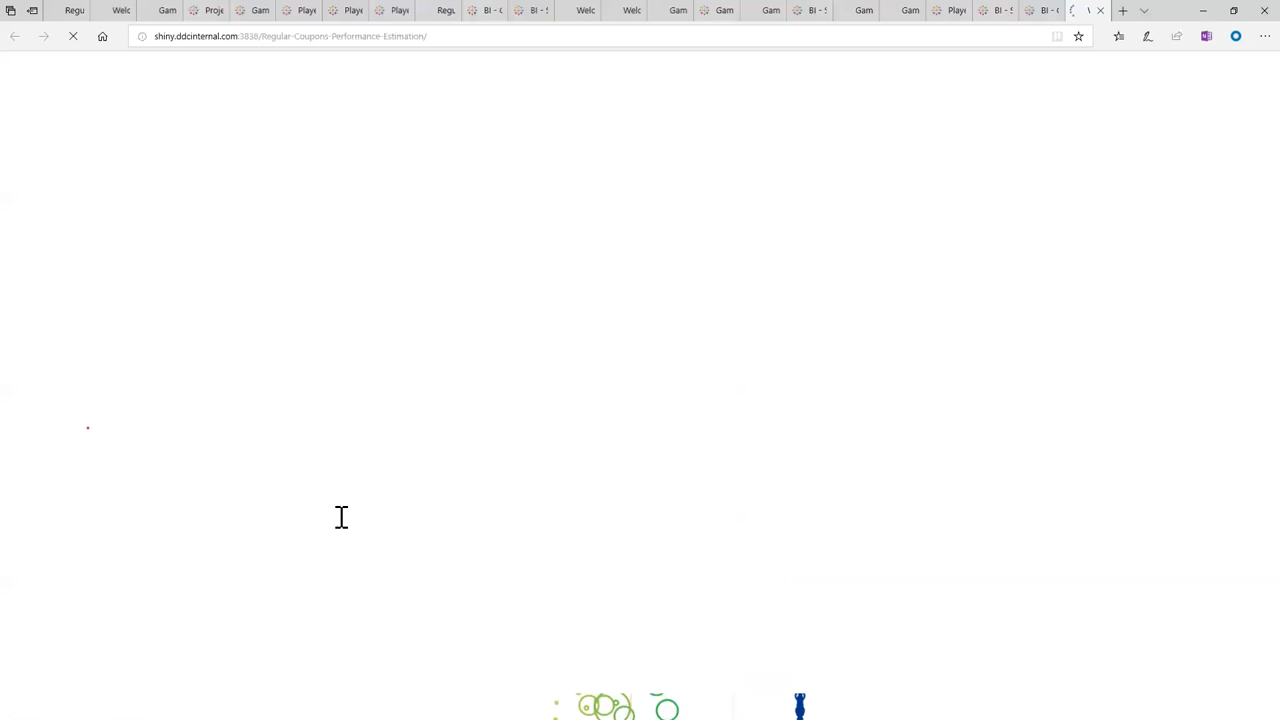 Regu Welc Gam Proje Gam Playe Playe Playe Regu BI - C BI - S Welc Welc Gam Gam Gam BI - S Gam Gam Playe BI - S BI - C
shiny.ddcinternal.com:3838/Regular-Coupons-Performance-Estimation/